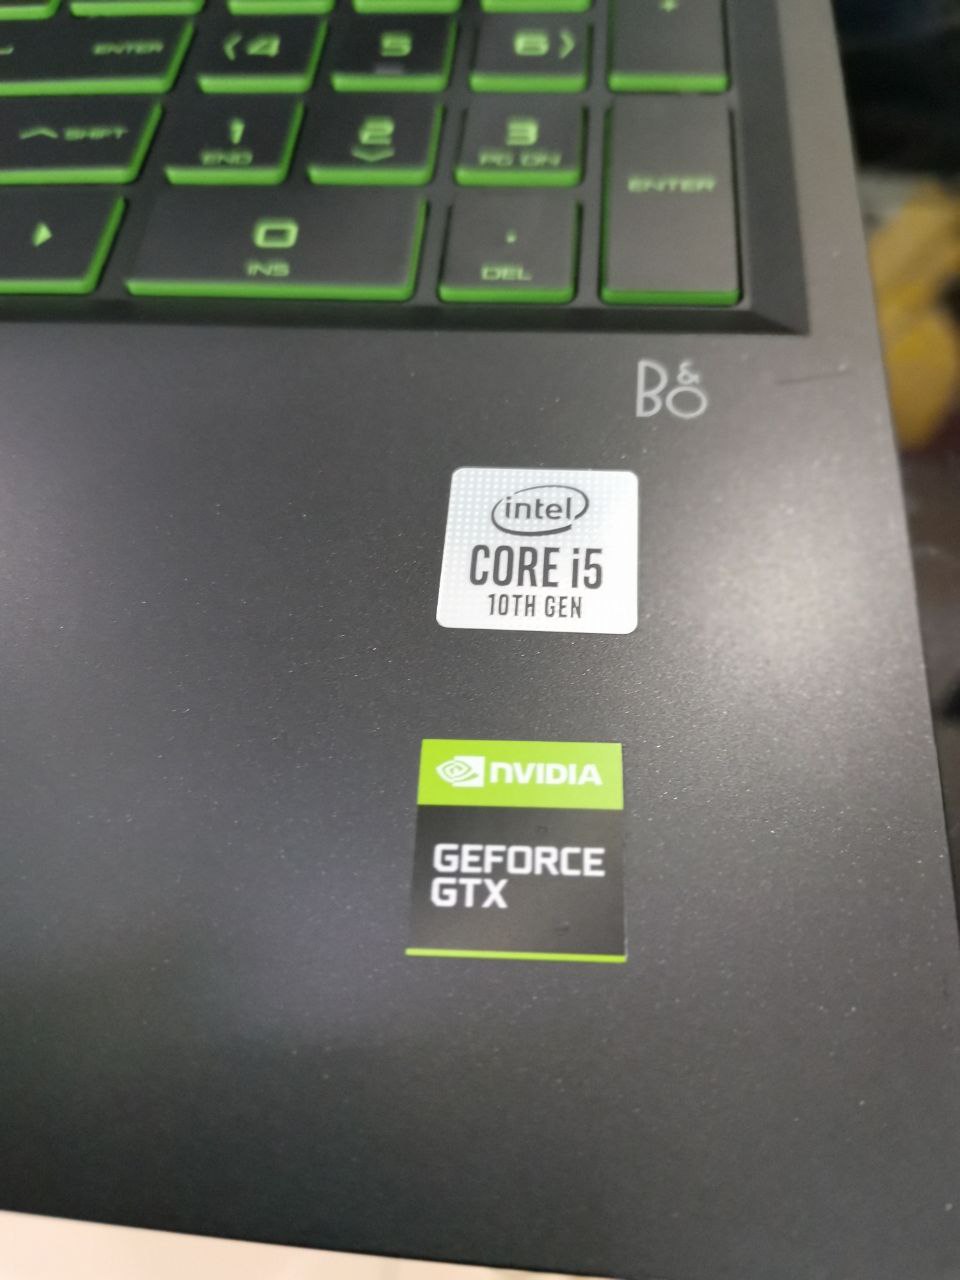 ENTER
4
5
6
+
SHIFT
1
END
2
3
PG DN
ENTER
0
INS
.
DEL
B&O
intel
CORE i5
10TH GEN
NVIDIA
GEFORCE
GTX